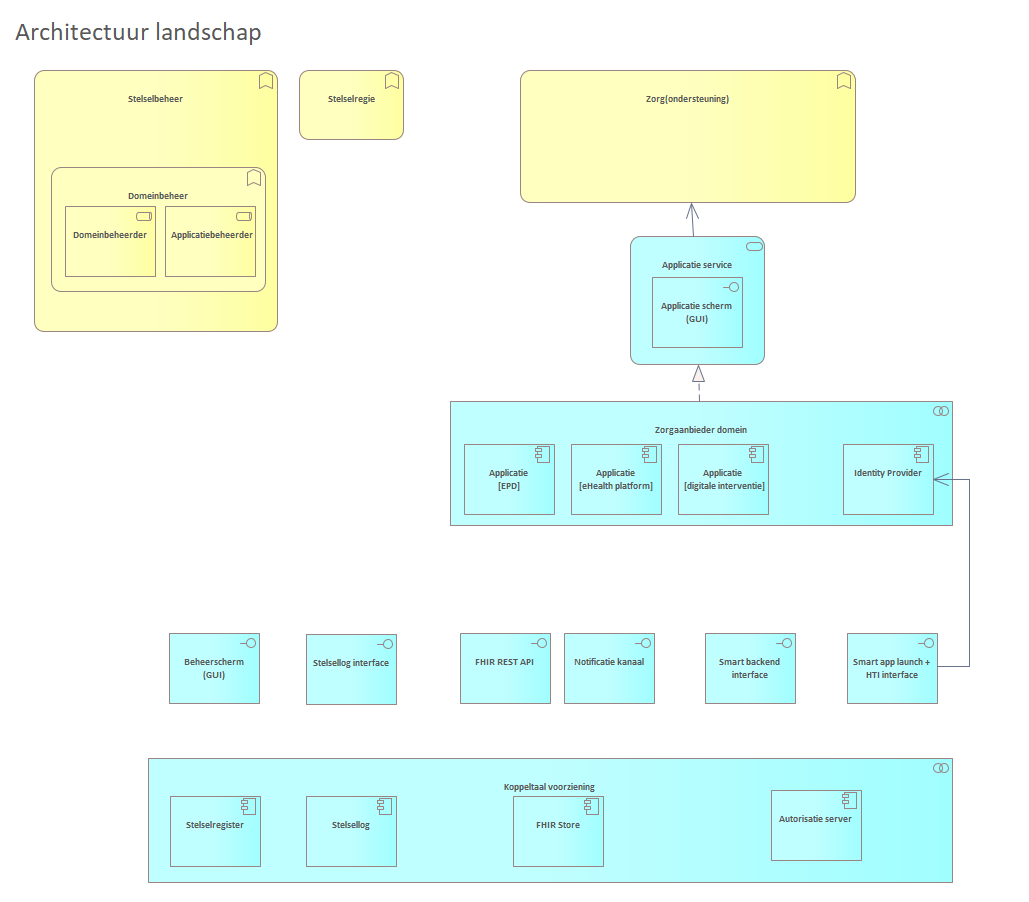 Architectuur landschap
Stelselbeheer
Stelselregie
Zorg(ondersteuning)
Domeinbeheer
Domeinbeheerder
Applicatiebeheerder
Applicatie service
Applicatie scherm
(GUI)
Zorgaanbieder domein
Applicatie
[EPD]
Applicatie
[eHealth platform]
Applicatie
[digitale interventie]
Identity Provider
Beheerscherm
(GUI)
Stelsellog interface
FHIR REST API
Notificatie kanaal
Smart backend
interface
Smart app launch +
HTI interface
Koppeltaal voorziening
Stelselregister
Stelsellog
FHIR Store
Autorisatie server